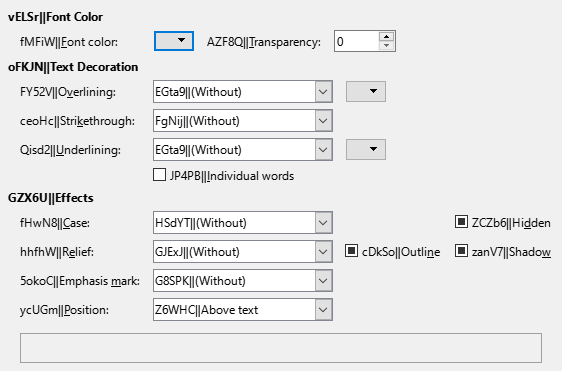 vELSr||Font Color
fMFiW||Font color: AZF8Q||Transparency: 0
oFKJN||Text Decoration
FY52V||Overlining: EGta9||(Without)
ceoHc||Strikethrough: FgNij||(Without)
Qisd2||Underlining: EGta9||(Without)
JP4PB||Individual words
GZX6U||Effects
fHwN8||Case: HSdYT||(Without) ZCZb6||Hidden
hhfhW||Relief: GJExJ||(Without) cDkSo||Outline zanV7||Shadow
5okoC||Emphasis mark: G8SPK||(Without)
ycUGm||Position: Z6WHC||Above text